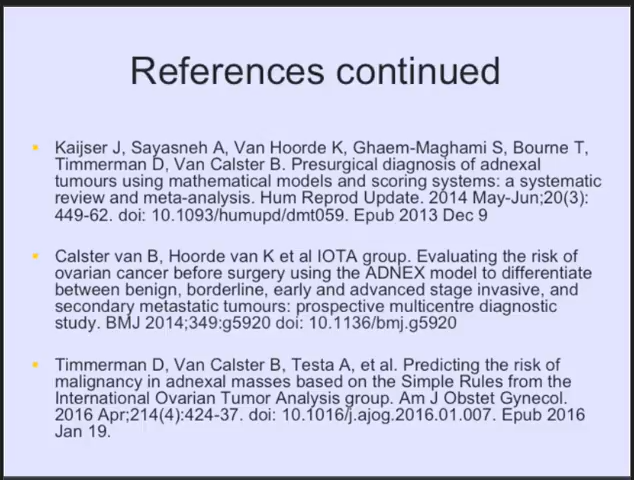 References continued
Kaijser J, Sayasneh A, Van Hoorde K, Ghaem-Maghami S, Bourne T,
Timmerman D, Van Calster B. Presurgical diagnosis of adnexal
tumours using mathematical models and scoring systems: a systematic
review and meta-analysis. Hum Reprod Update. 2014 May-Jun;20(3):
449-62. doi: 10.1093/humupd/dmt059. Epub 2013 Dec 9
Calster van B, Hoorde van K et al IOTA group. Evaluating the risk of
ovarian cancer before surgery using the ADNEX model to differentiate
between benign, borderline, early and advanced stage invasive, and
secondary metastatic tumours: prospective multicentre diagnostic
study. BMJ 2014;349:g5920 doi: 10.1136/bmj.g5920
Timmerman D, Van Calster B, Testa A, et al. Predicting the risk of
malignancy in adnexal masses based on the Simple Rules from the
International Ovarian Tumor Analysis group. Am J Obstet Gynecol.
2016 Apr;214(4):424-37. doi: 10.1016/j.ajog.2016.01.007. Epub 2016
Jan 19.